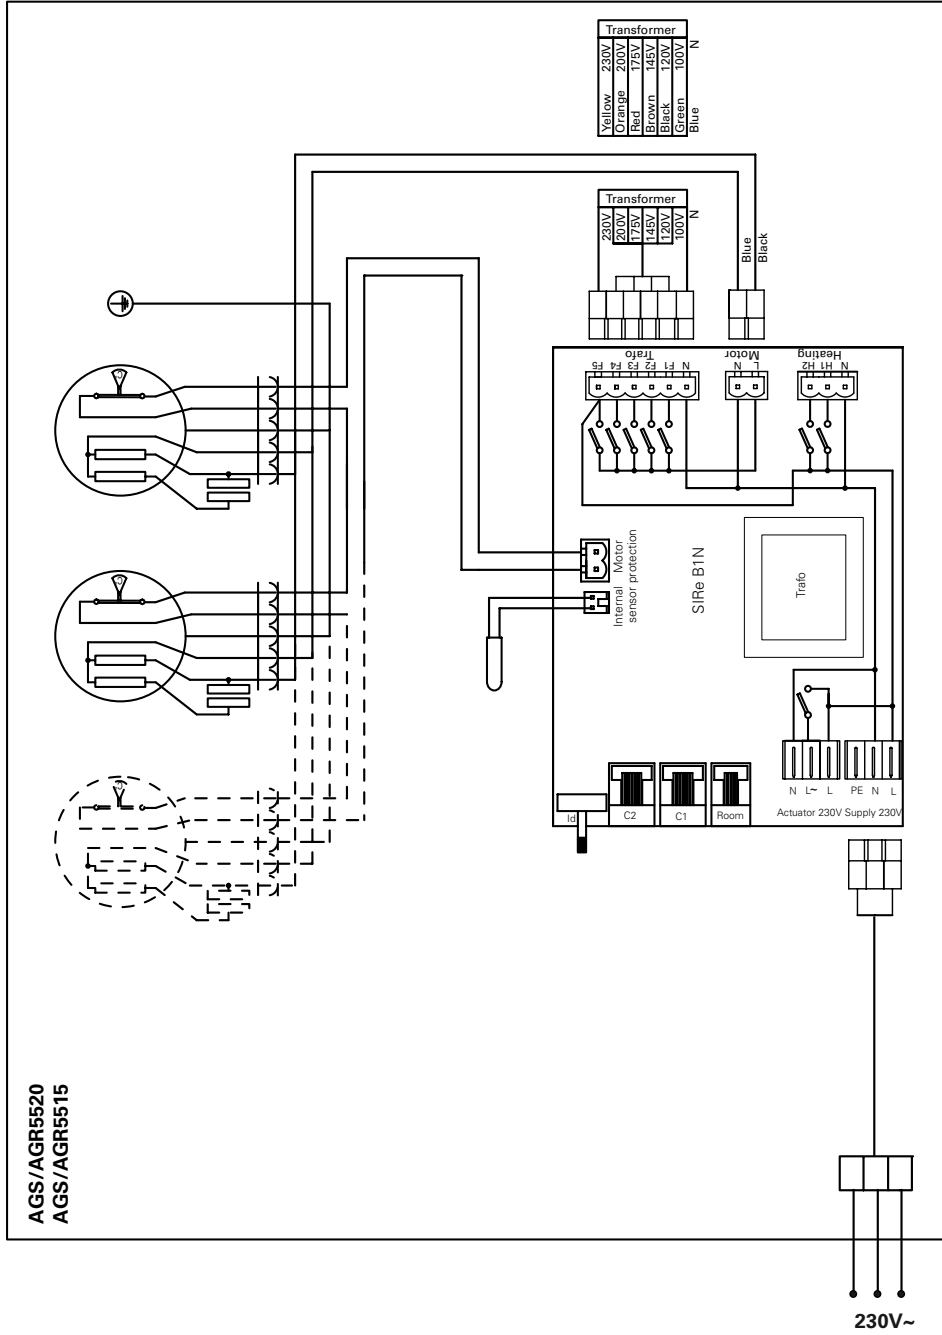 Transformer
Yellow 230V
Orange 200V
Red 175V
Brown 145V
Black 120V
Green 100V
Blue N
Transformer
230V
200V
175V
145V
120V
100V
N
Blue
Black
Trafo
F5 F4 F3 F2 F1 N
Motor
N L
Heating
H2 H1 N
Motor
protection
Internal
sensor
SIRe B1N
Trafo
Id
C2
C1
Room
N L~ L
PE N L
Actuator 230V Supply 230V
AGS/AGR5520
AGS/AGR5515
230V~